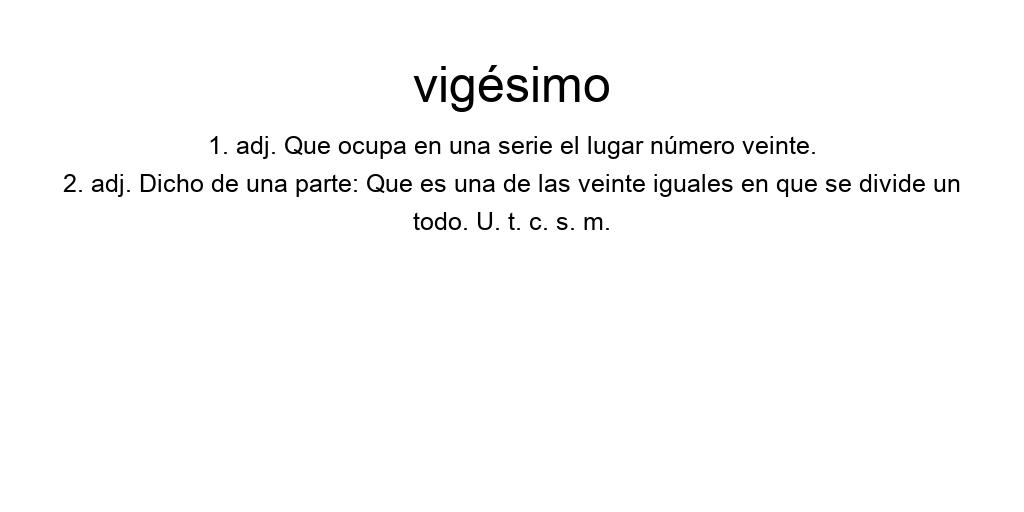 vigésimo
1. adj. Que ocupa en una serie el lugar número veinte.
2. adj. Dicho de una parte: Que es una de las veinte iguales en que se divide un
todo. U. t. c. s. m.